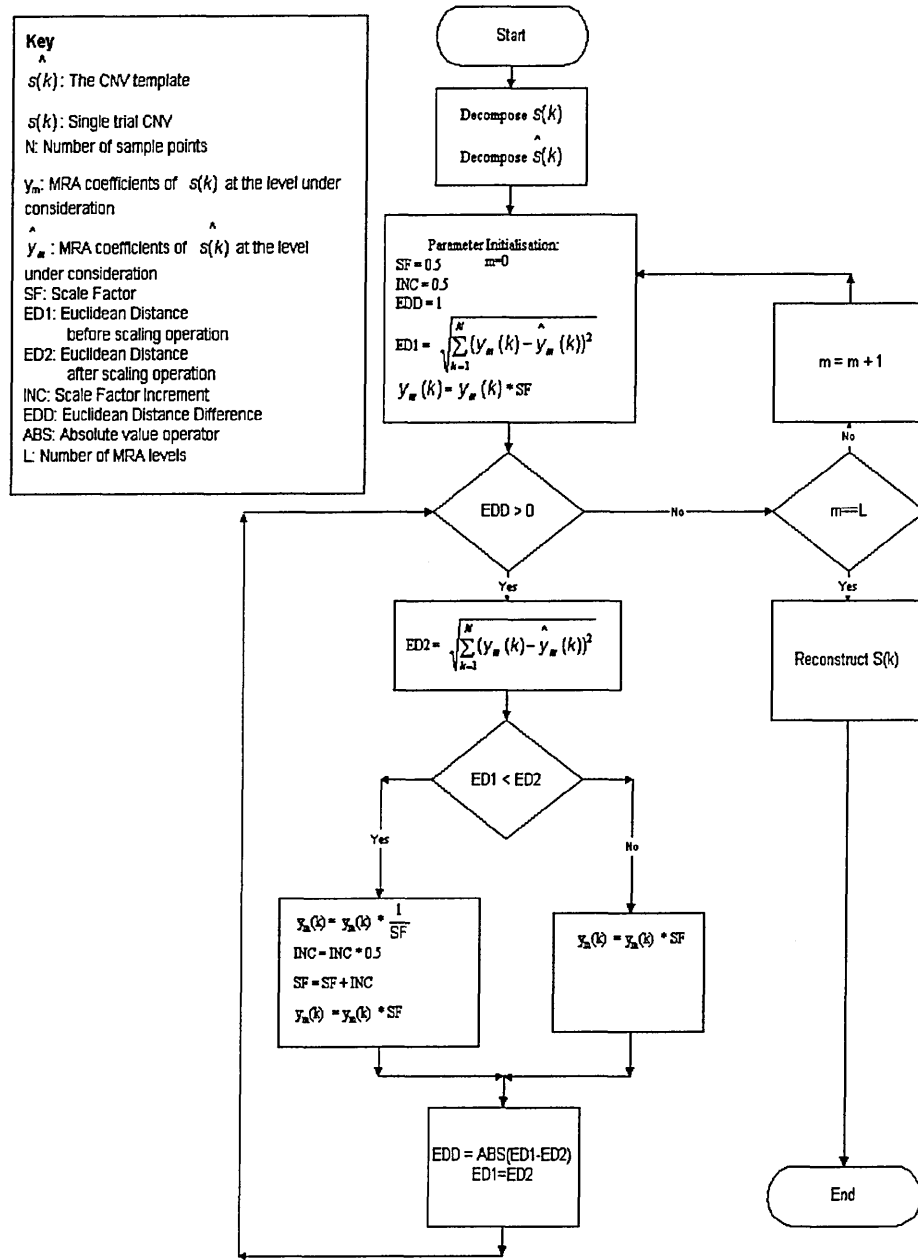 Key
ŝ(k): The CNV template
s(k): Single trial CNV
N: Number of sample points
yₘ: MRA coefficients of s(k) at the level under
consideration
ŷₘ: MRA coefficients of ŝ(k) at the level
under consideration
SF: Scale Factor
ED1: Euclidean Distance
before scaling operation
ED2: Euclidean Distance
after scaling operation
INC: Scale Factor Increment
EDD: Euclidean Distance Difference
ABS: Absolute value operator
L: Number of MRA levels
Start
Decompose s(k)
Decompose ŝ(k)
Parameter Initialisation:
m=0
SF = 0.5
INC = 0.5
EDD = 1
ED1 = √∑ᴺₖ₌₁(yₘ(k) − ŷₘ(k))²
yₘ(k) = yₘ(k) * SF
m = m + 1
No
EDD > 0
No
m==L
Yes
Yes
ED2 = √∑ᴺₖ₌₁(yₘ(k) − ŷₘ(k))²
Reconstruct S(k)
ED1 < ED2
Yes
No
yₘ(k) = yₘ(k) * 1/SF
INC = INC * 0.5
SF = SF + INC
yₘ(k) = yₘ(k) * SF
yₘ(k) = yₘ(k) * SF
EDD = ABS(ED1-ED2)
ED1=ED2
End